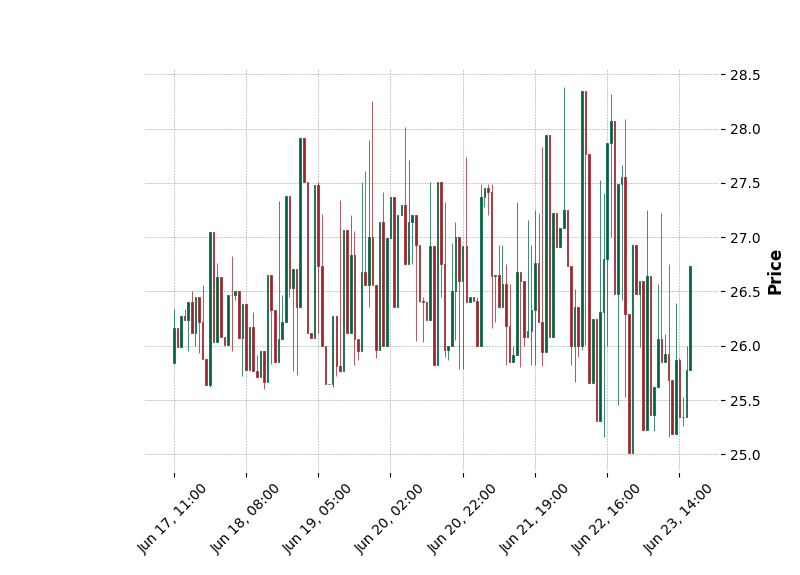 28.5
28.0
27.5
27.0
26.5
26.0
25.5
25.0
Price
Jun 17, 11:00
Jun 18, 08:00
Jun 19, 05:00
Jun 20, 02:00
Jun 20, 22:00
Jun 21, 19:00
Jun 22, 16:00
Jun 23, 14:00